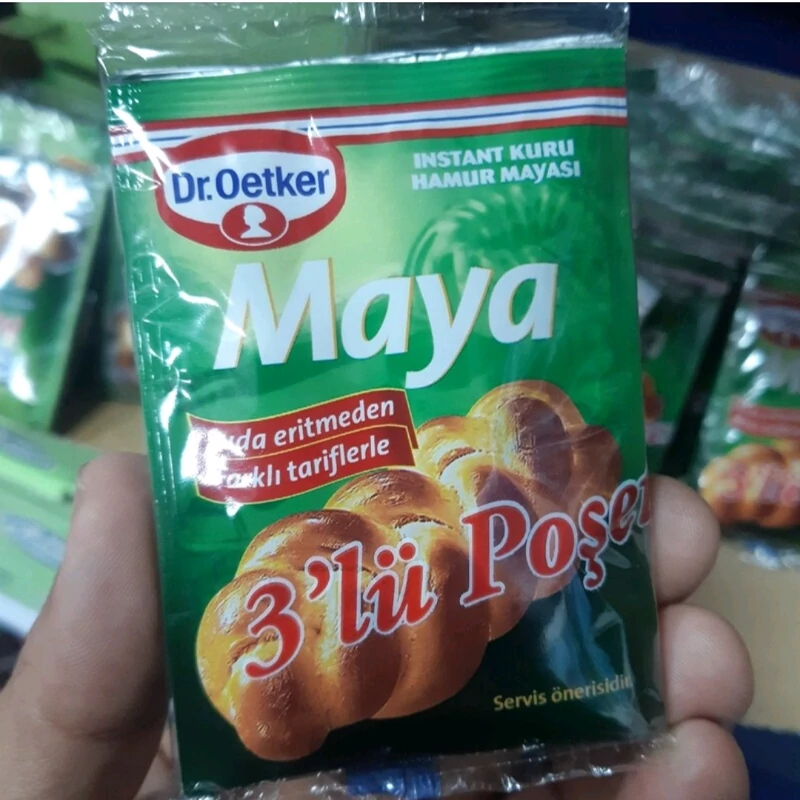 Dr. Oetker
INSTANT KURU
HAMUR MAYASI
Maya
eritmeden
tariflerle
3'lü Poşet
Servis önerisidir.